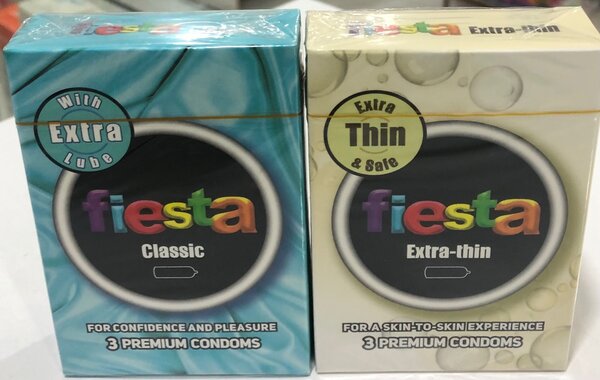 fiesta
With
Extra
Lube
fiesta
Classic
FOR CONFIDENCE AND PLEASURE
3 PREMIUM CONDOMS
fiesta Extra-thin
Extra
Thin
& Safe
fiesta
Extra-thin
FOR A SKIN-TO-SKIN EXPERIENCE
3 PREMIUM CONDOMS